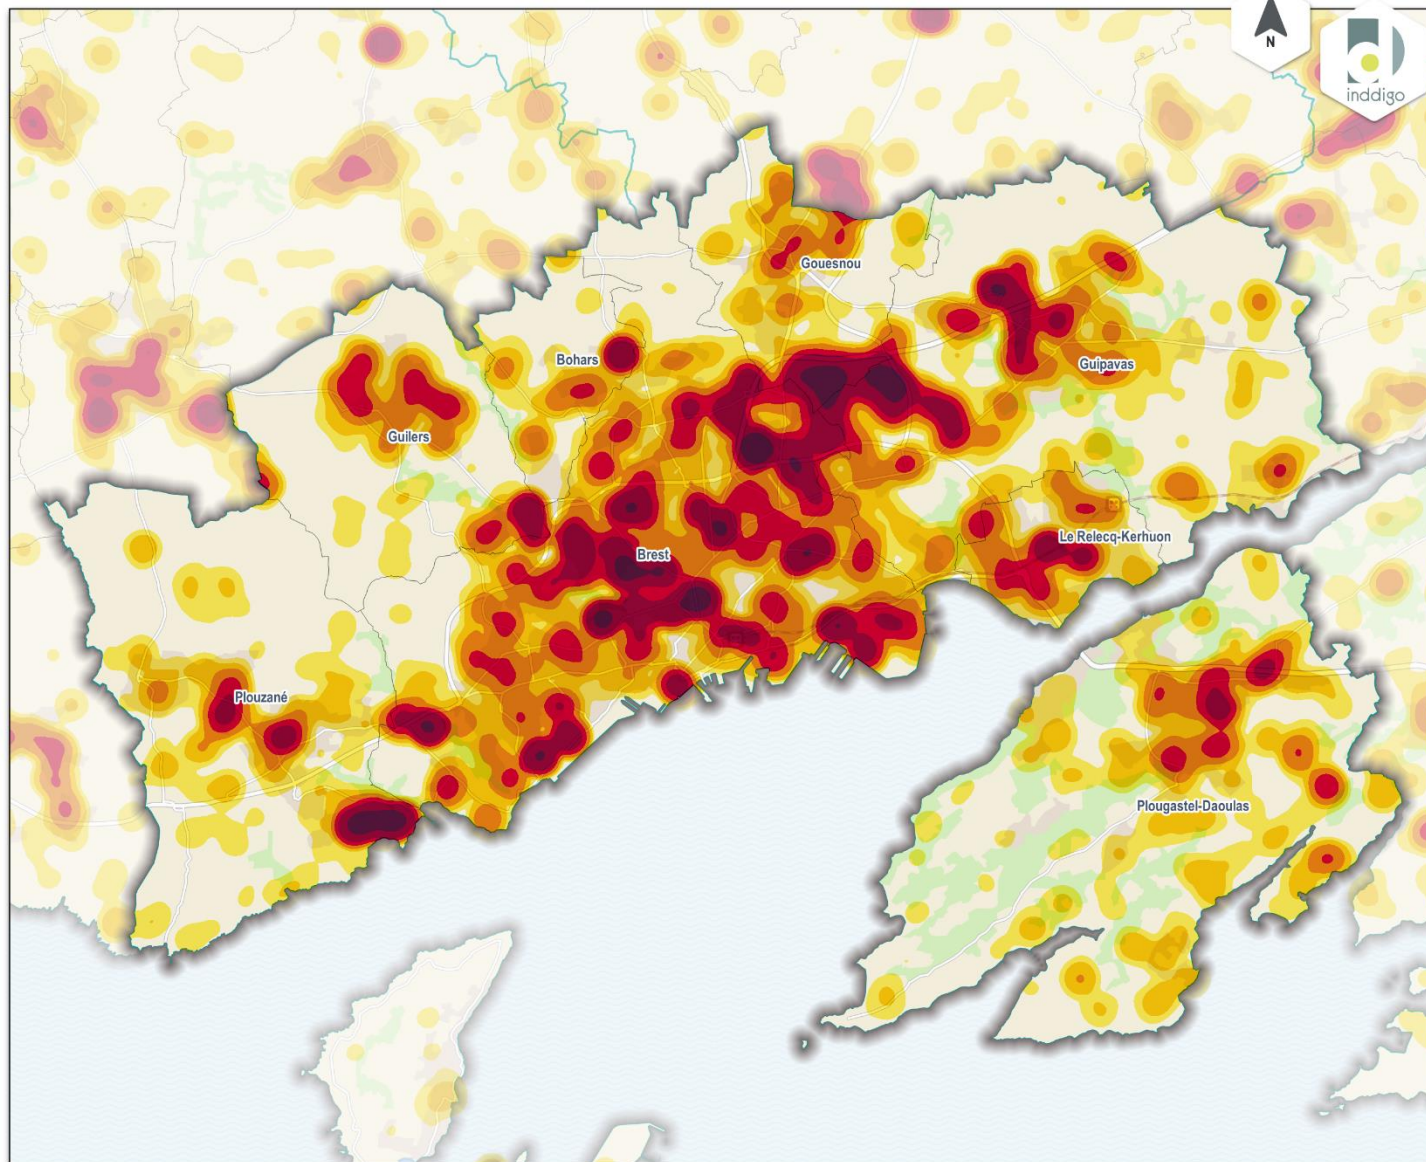 N
inddigo
Gouesnou
Bohars
Guipavas
Guilers
Le Relecq-Kerhuon
Brest
Plouzané
Plougastel-Daoulas